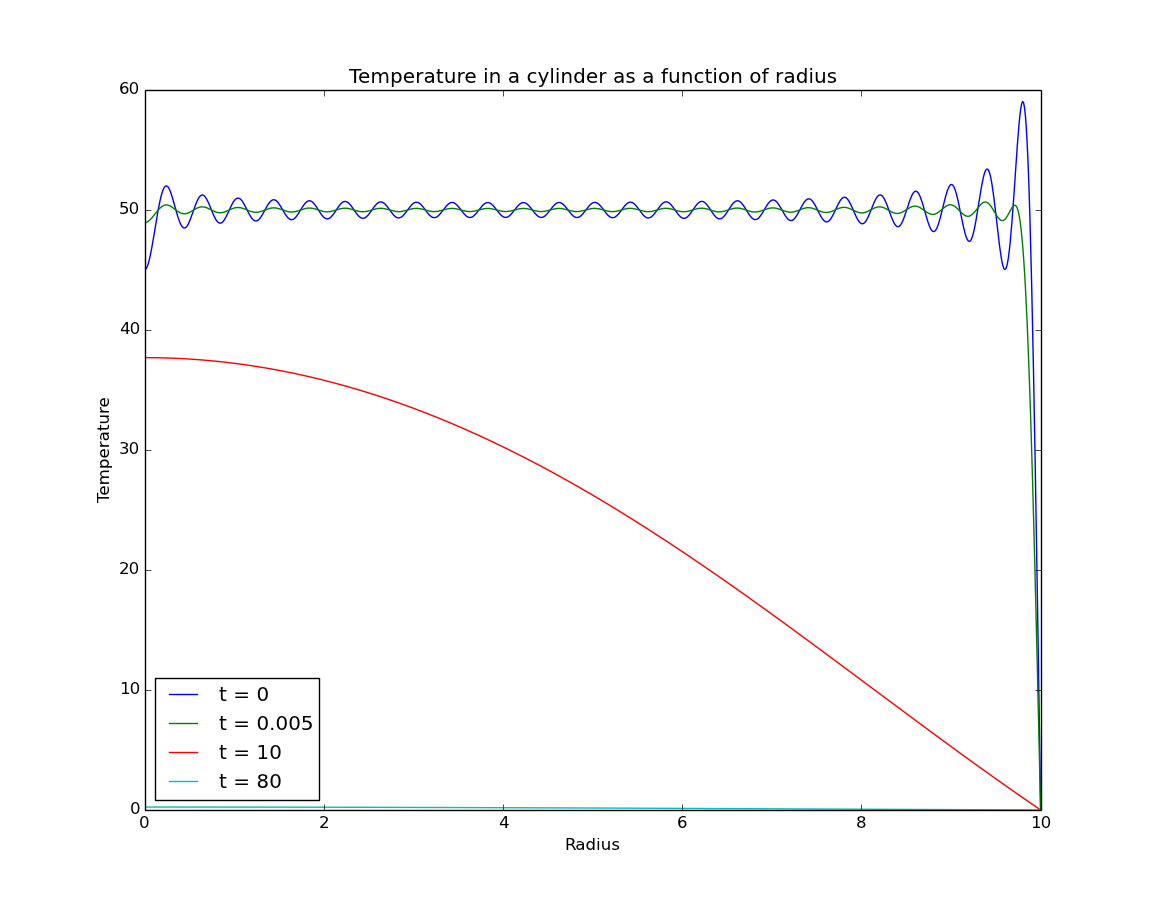 Temperature in a cylinder as a function of radius
60
50
40
30
20
10
0
Temperature
t = 0
t = 0.005
t = 10
t = 80
0 2 4 6 8 10
Radius